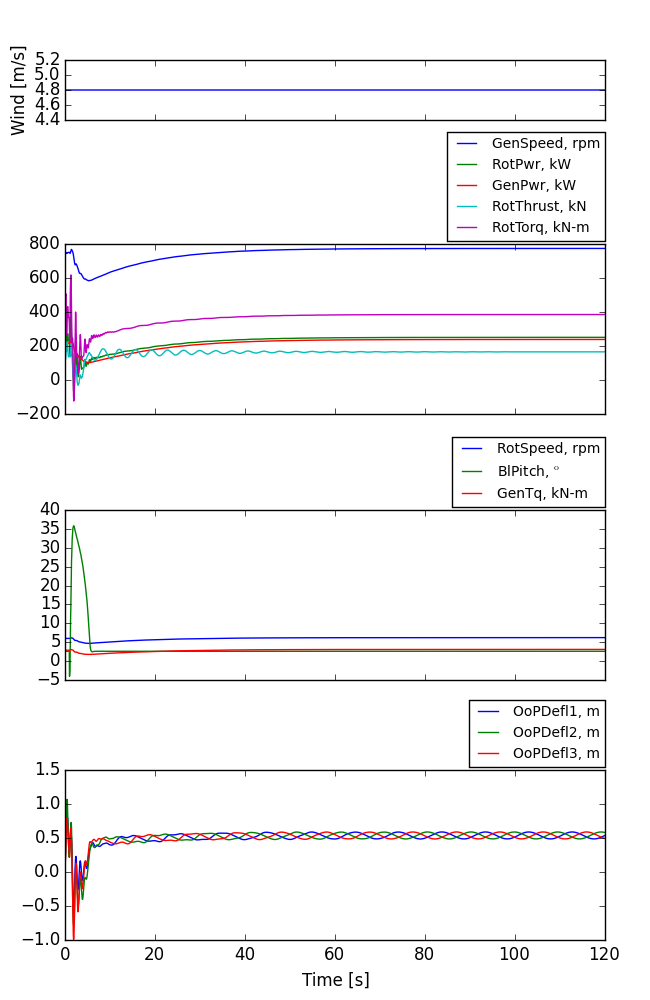 Wind [m/s]
5.2
5.0
4.8
4.6
4.4
GenSpeed, rpm
RotPwr, kW
GenPwr, kW
RotThrust, kN
RotTorq, kN-m
800
600
400
200
0
−200
RotSpeed, rpm
BlPitch, °
GenTq, kN-m
40
35
30
25
20
15
10
5
0
−5
OoPDefl1, m
OoPDefl2, m
OoPDefl3, m
1.5
1.0
0.5
0.0
−0.5
−1.0
0 20 40 60 80 100 120
Time [s]